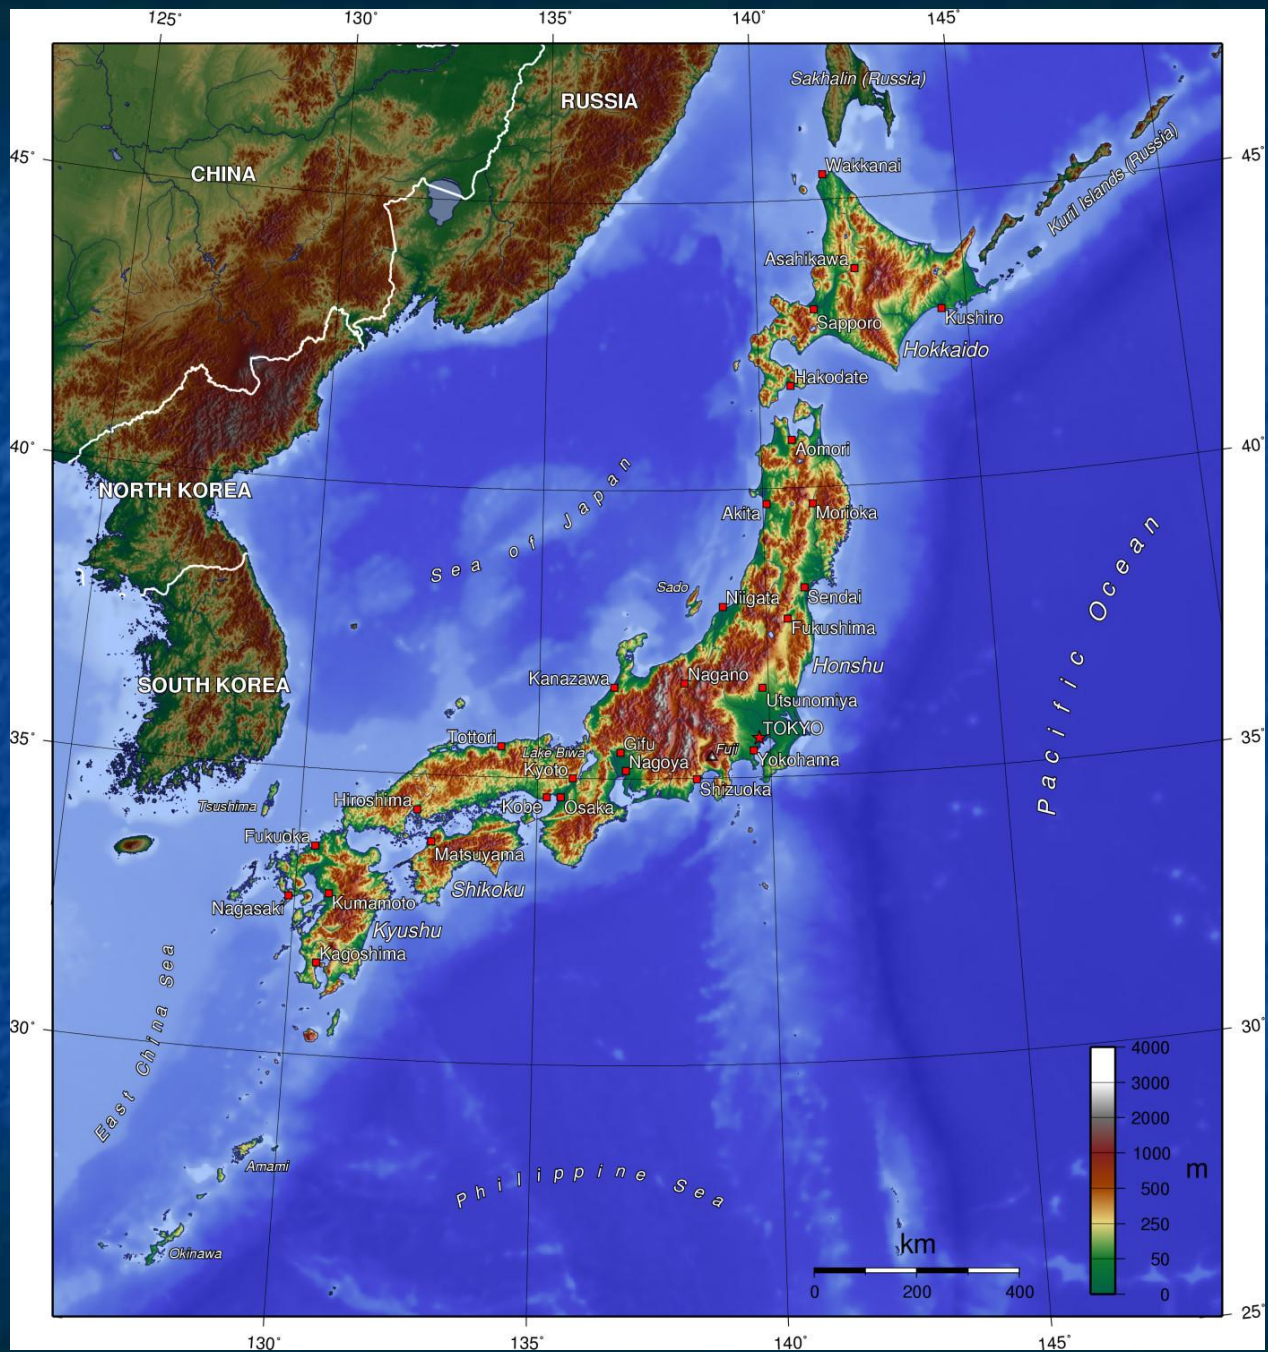 125°
130°
135°
140°
145°
Sakhalin (Russia)
RUSSIA
45°
45°
CHINA
Wakkanai
Kuril Islands (Russia)
Asahikawa
Sapporo
Kushiro
Hokkaido
Hakodate
40°
40°
Aomori
NORTH KOREA
Sea of Japan
Akita
Morioka
Pacific Ocean
Sado
Niigata
Sendai
Fukushima
Honshu
SOUTH KOREA
Kanazawa
Nagano
Utsunomiya
35°
35°
TOKYO
Tottori
Lake Biwa
Gifu
Fuji
Yokohama
Kyoto
Nagoya
Shizuoka
Tsushima
Hiroshima
Kobe
Osaka
Fukuoka
Matsuyama
Shikoku
Nagasaki
Kumamoto
Kyushu
Kagoshima
East China Sea
30°
30°
4000
3000
2000
1000
m
500
250
50
0
Amami
Philippine Sea
Okinawa
km
0
200
400
25°
130°
135°
140°
145°